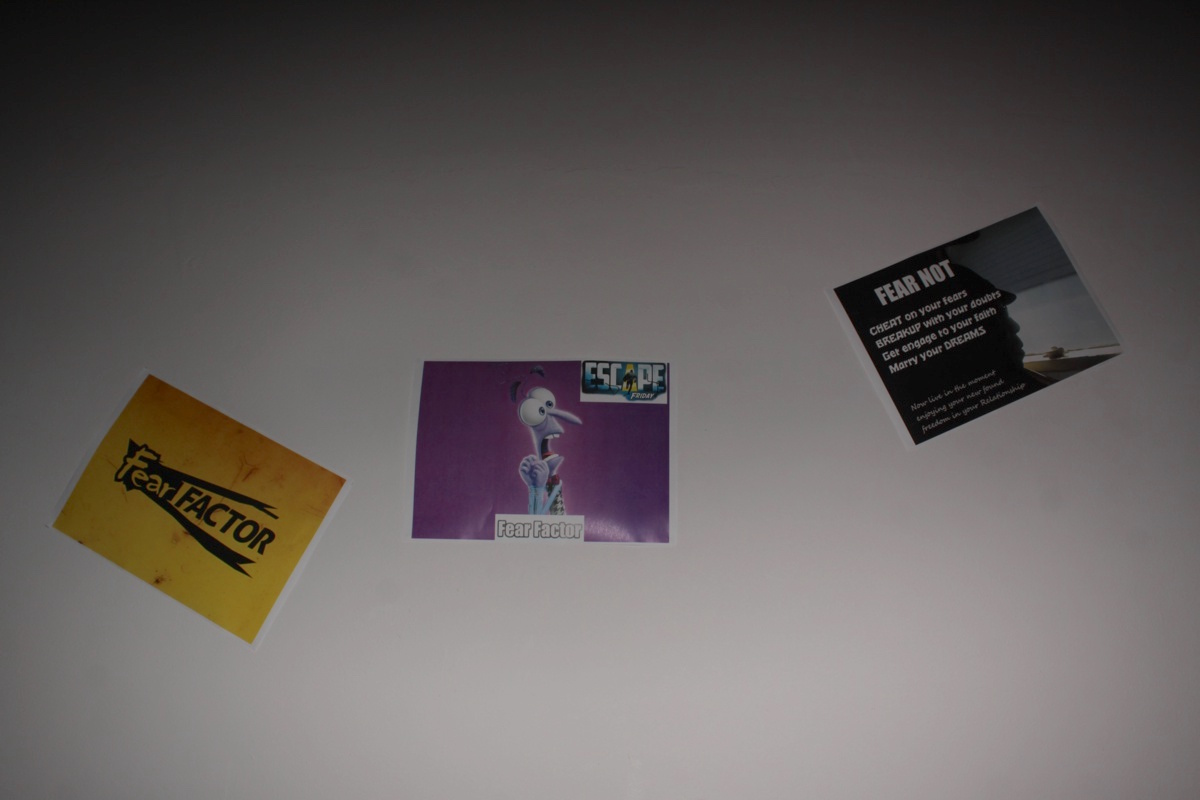 Fear FACTOR
ESCAPE
FRIDAY
Fear Factor
FEAR NOT
CHEAT on your fears
BREAKUP with your doubts
Get engage to your faith
Marry your DREAMS
Now live in the moment
enjoying your new found
freedom in your Relationship